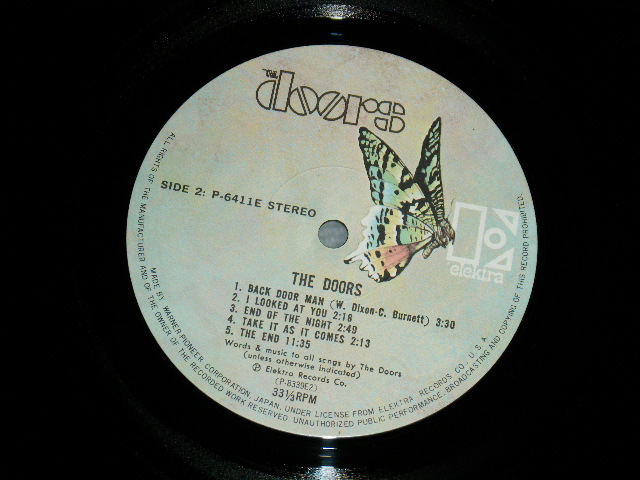 THE
doors
SIDE 2: P-6411E STEREO
elektra
THE DOORS
1. BACK DOOR MAN (W. Dixon-C. Burnett) 3:30
2. I LOOKED AT YOU 2:18
3. END OF THE NIGHT 2:49
4. TAKE IT AS IT COMES 2:13
5. THE END 11:35
Words & music to all songs by The Doors
(unless otherwise indicated)
Ⓟ Elektra Records Co.
(P-8339E2)
33⅓RPM
ALL RIGHTS OF THE MANUFACTURER AND OF THE OWNER OF THE RECORDED WORK RESERVED. UNAUTHORIZED PUBLIC PERFORMANCE, BROADCASTING AND COPYING OF THIS RECORD PROHIBITED.
MADE BY WARNER-PIONEER CORPORATION, JAPAN, UNDER LICENSE FROM ELEKTRA RECORDS CO., U.S.A.